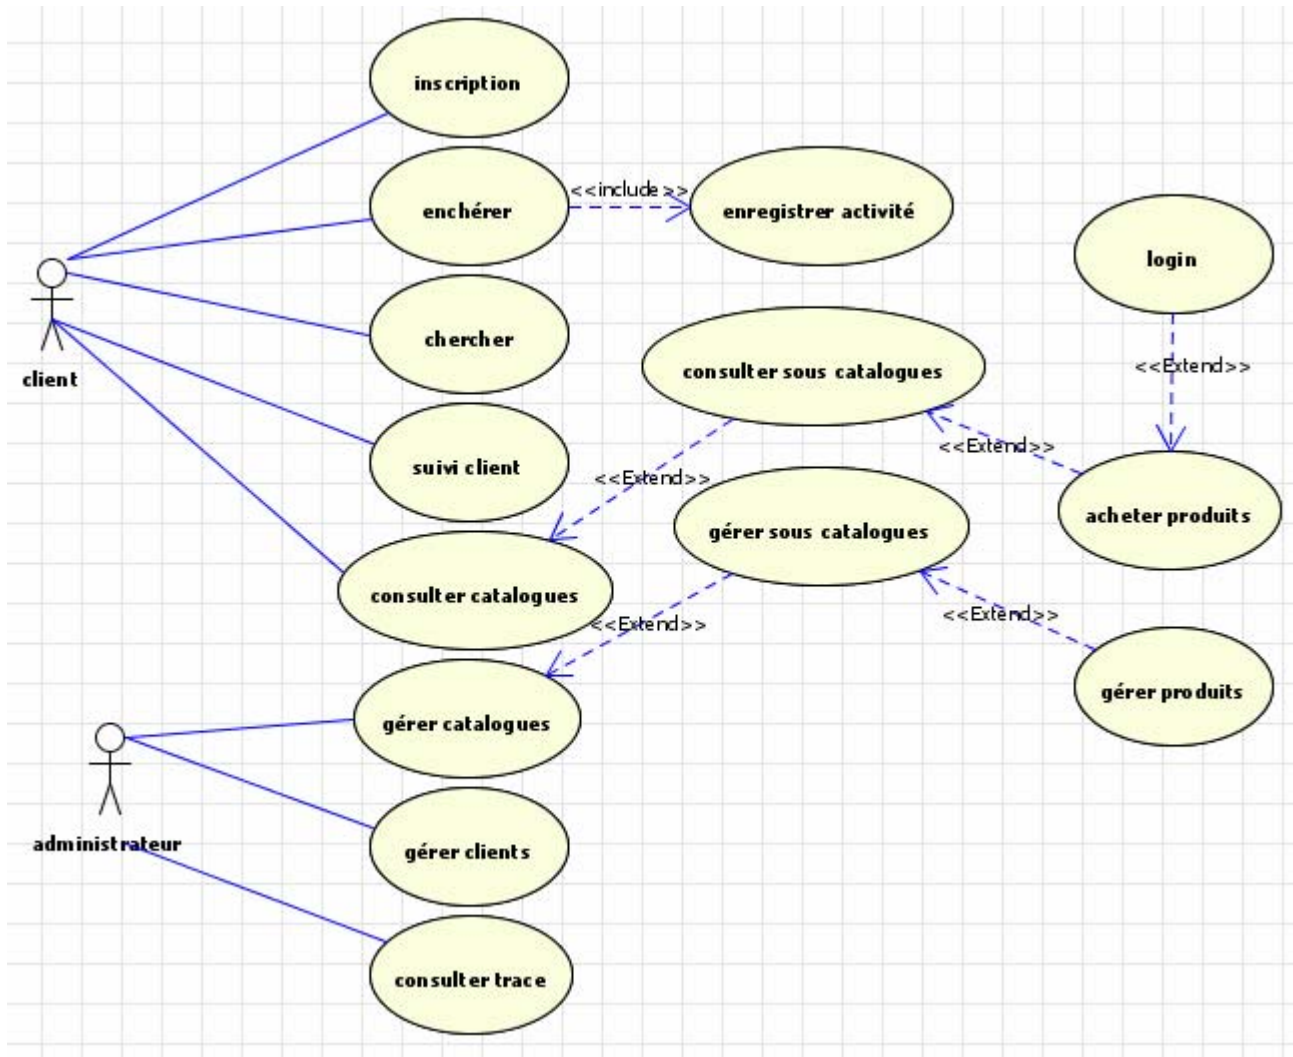 inscription
enchérer
<<include>>
enregistrer activité
login
chercher
consulter sous catalogues
<<Extend>>
client
<<Extend>>
suivi client
<<Extend>>
acheter produits
gérer sous catalogues
consulter catalogues
<<Extend>>
<<Extend>>
gérer produits
gérer catalogues
administrateur
gérer clients
consulter trace